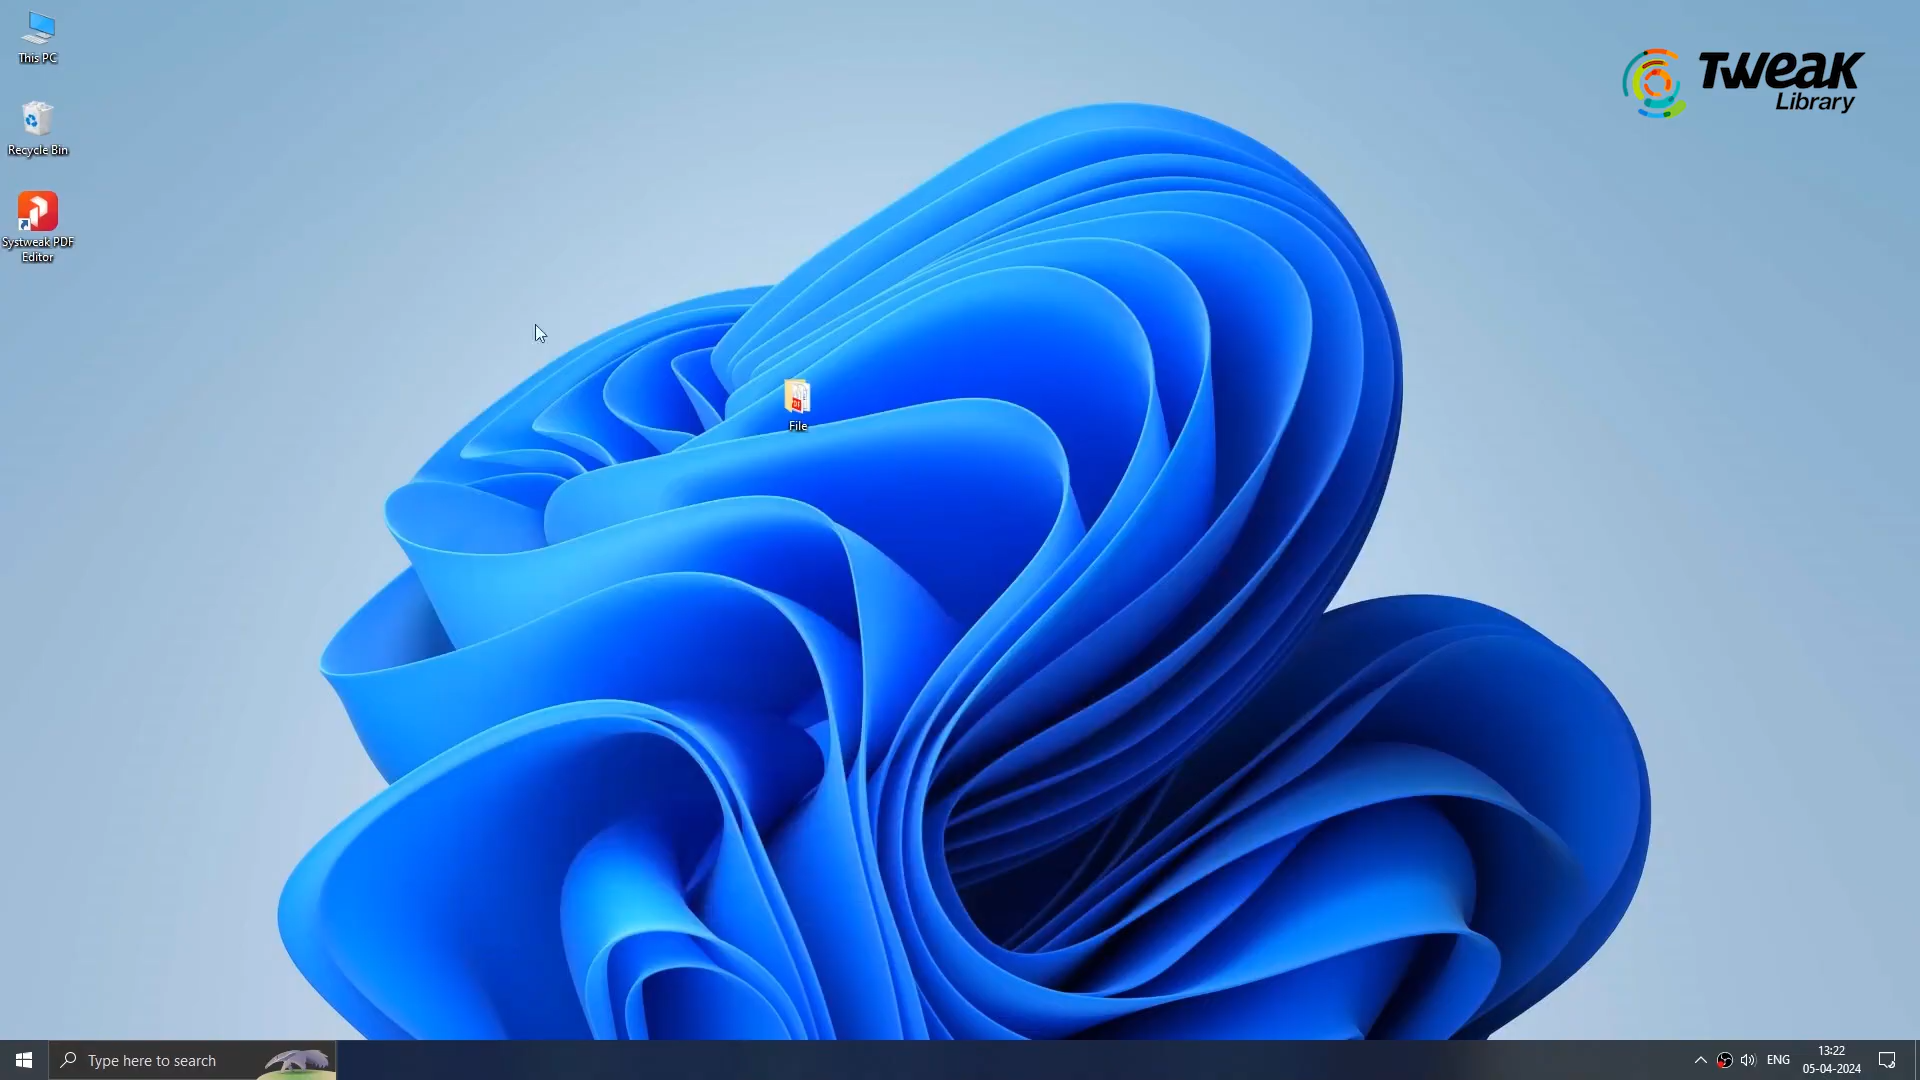 This PC
TWEAK
Library
Recycle Bin
Systweak PDF
Editor
File
Type here to search
ENG
13:22
05-04-2024